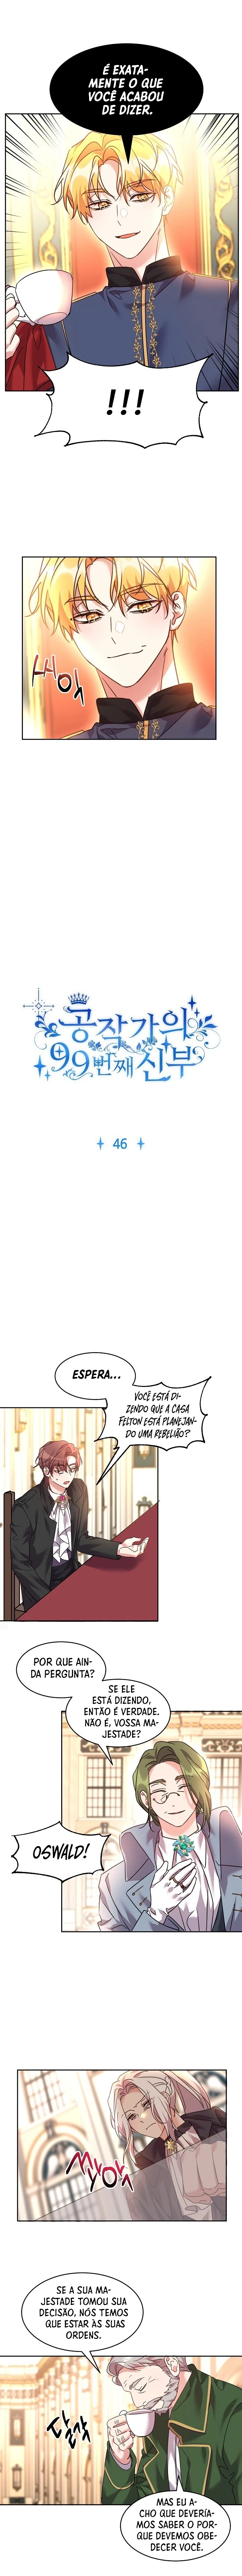 É EXATA-
MENTE O QUE
VOCÊ ACABOU
DE DIZER.
!!!
씨익
공작가의
99번째 신부
46
ESPERA...
VOCÊ ESTÁ DI-
ZENDO QUE A CASA
FELTON ESTÁ PLANEJAN-
DO UMA REBELIÃO?
POR QUE AIN-
DA PERGUNTA?
SE ELE
ESTÁ DIZENDO,
ENTÃO É VERDADE.
NÃO É, VOSSA MA-
JESTADE?
OSWALD!
SE A SUA MA-
JESTADE TOMOU SUA
DECISÃO, NÓS TEMOS
QUE ESTAR ÀS SUAS
ORDENS.
달칵
MAS EU A-
CHO QUE DEVERÍA-
MOS SABER O POR-
QUE DEVEMOS OBE-
DECER VOCÊ.